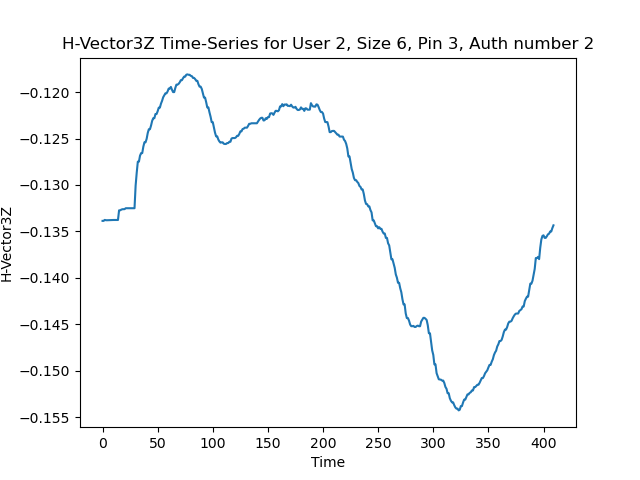 H-Vector3Z Time-Series for User 2, Size 6, Pin 3, Auth number 2
H-Vector3Z
−0.120
−0.125
−0.130
−0.135
−0.140
−0.145
−0.150
−0.155
0 50 100 150 200 250 300 350 400
Time